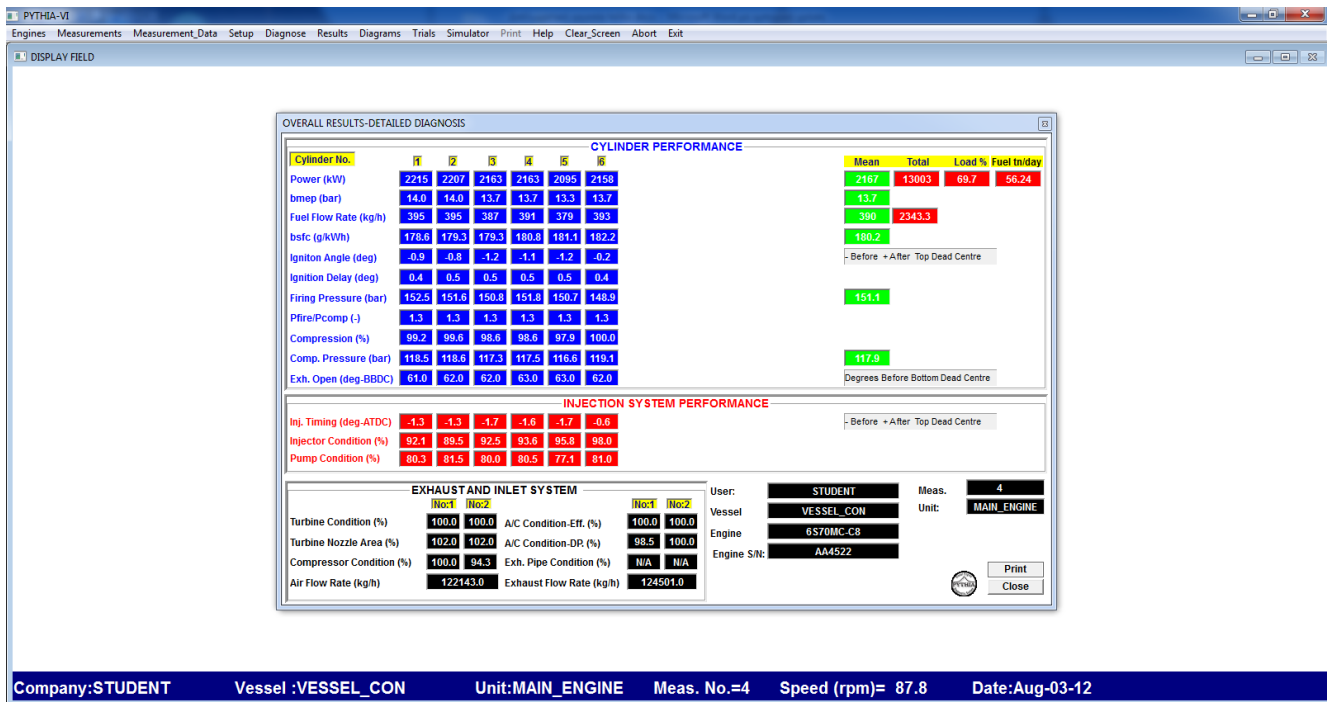 PYTHIA-VI
Engines Measurements Measurement_Data Setup Diagnose Results Diagrams Trials Simulator Print Help Clear_Screen Abort Exit
DISPLAY FIELD
OVERALL RESULTS-DETAILED DIAGNOSIS
CYLINDER PERFORMANCE
Cylinder No. 1 2 3 4 5 6 Mean Total Load % Fuel tn/day
Power (kW) 2215 2207 2163 2163 2095 2158 2167 13003 69.7 56.24
bmep (bar) 14.0 14.0 13.7 13.7 13.3 13.7 13.7
Fuel Flow Rate (kg/h) 395 395 387 391 379 393 390 2343.3
bsfc (g/kWh) 178.6 179.3 179.3 180.8 181.1 182.2 180.2
Igniton Angle (deg) -0.9 -0.8 -1.2 -1.1 -1.2 -0.2 - Before + After Top Dead Centre
Ignition Delay (deg) 0.4 0.5 0.5 0.5 0.5 0.4
Firing Pressure (bar) 152.5 151.6 150.8 151.8 150.7 148.9 151.1
Pfire/Pcomp (-) 1.3 1.3 1.3 1.3 1.3 1.3
Compression (%) 99.2 99.6 98.6 98.6 97.9 100.0
Comp. Pressure (bar) 118.5 118.6 117.3 117.5 116.6 119.1 117.9
Exh. Open (deg-BBDC) 61.0 62.0 62.0 63.0 63.0 62.0 Degrees Before Bottom Dead Centre
INJECTION SYSTEM PERFORMANCE
Inj. Timing (deg-ATDC) -1.3 -1.3 -1.7 -1.6 -1.7 -0.6 - Before + After Top Dead Centre
Injector Condition (%) 92.1 89.5 92.5 93.6 95.8 98.0
Pump Condition (%) 80.3 81.5 80.0 80.5 77.1 81.0
EXHAUST AND INLET SYSTEM
No:1 No:2 No:1 No:2
Turbine Condition (%) 100.0 100.0 A/C Condition-Eff. (%) 100.0 100.0
Turbine Nozzle Area (%) 102.0 102.0 A/C Condition-DP. (%) 98.5 100.0
Compressor Condition (%) 100.0 94.3 Exh. Pipe Condition (%) N/A N/A
Air Flow Rate (kg/h) 122143.0 Exhaust Flow Rate (kg/h) 124501.0
User: STUDENT Meas. 4
Vessel VESSEL_CON Unit: MAIN_ENGINE
Engine 6S70MC-C8
Engine S/N: AA4522
PYTHIA
Print
Close
Company:STUDENT Vessel :VESSEL_CON Unit:MAIN_ENGINE Meas. No.=4 Speed (rpm)= 87.8 Date:Aug-03-12